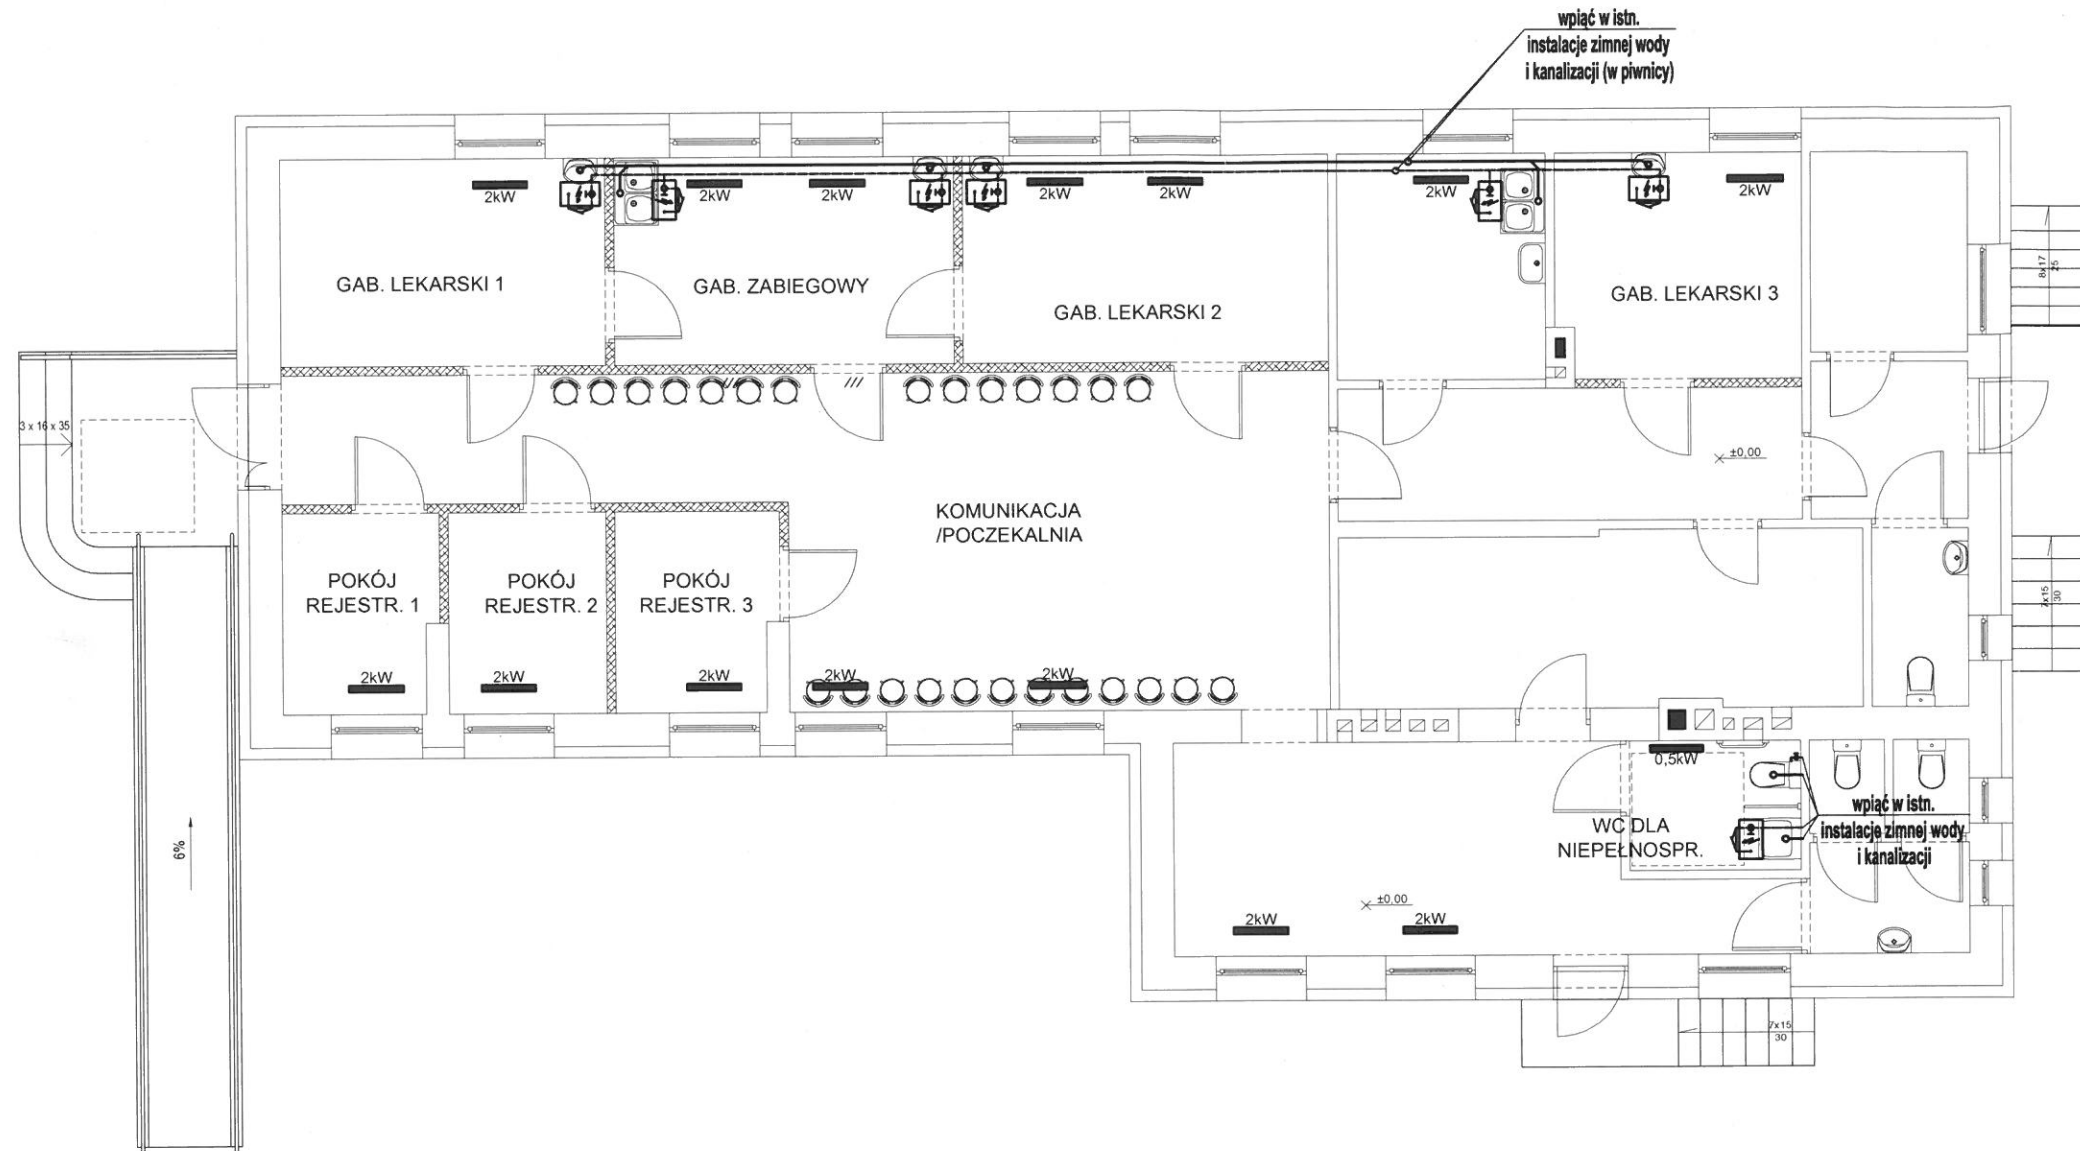 wpiąć w istn.
instalacje zimnej wody
i kanalizacji (w piwnicy)
2kW
2kW
2kW
2kW
2kW
2kW
2kW
GAB. LEKARSKI 1
GAB. ZABIEGOWY
GAB. LEKARSKI 2
GAB. LEKARSKI 3
8x17
25
3 x 16 x 35
±0,00
KOMUNIKACJA
/POCZEKALNIA
POKÓJ
REJESTR. 1
POKÓJ
REJESTR. 2
POKÓJ
REJESTR. 3
7x15
30
2kW
2kW
2kW
2kW
2kW
0,5kW
wpiąć w istn.
instalacje zimnej wody
i kanalizacji
WC DLA
NIEPEŁNOSPR.
6%
±0,00
2kW
2kW
7x15
30